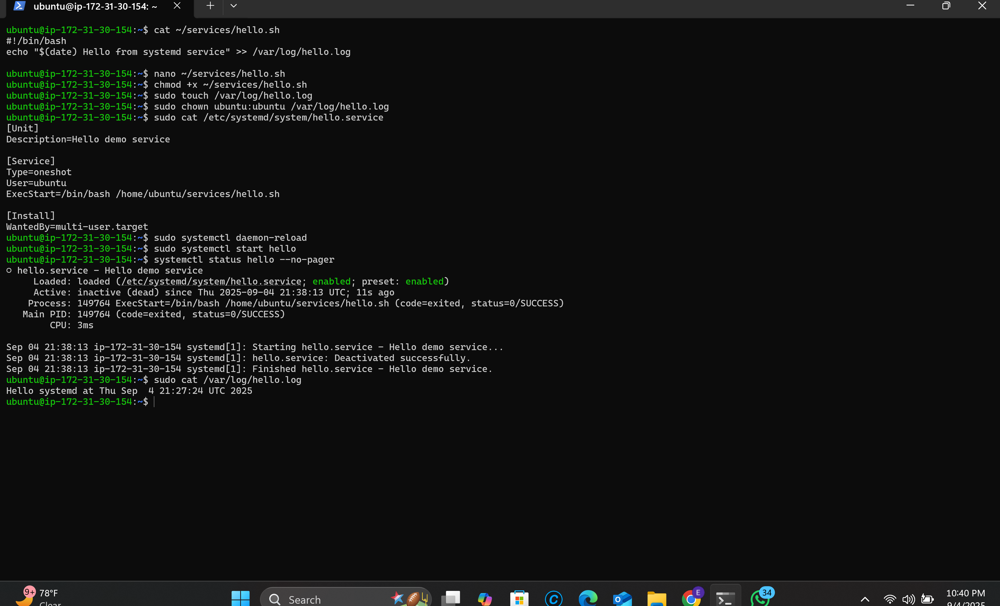 ubuntu@ip-172-31-30-154: ~
ubuntu@ip-172-31-30-154:~$ cat ~/services/hello.sh
#!/bin/bash
echo "$(date) Hello from systemd service" >> /var/log/hello.log
ubuntu@ip-172-31-30-154:~$ nano ~/services/hello.sh
ubuntu@ip-172-31-30-154:~$ chmod +x ~/services/hello.sh
ubuntu@ip-172-31-30-154:~$ sudo touch /var/log/hello.log
ubuntu@ip-172-31-30-154:~$ sudo chown ubuntu:ubuntu /var/log/hello.log
ubuntu@ip-172-31-30-154:~$ sudo cat /etc/systemd/system/hello.service
[Unit]
Description=Hello demo service
[Service]
Type=oneshot
User=ubuntu
ExecStart=/bin/bash /home/ubuntu/services/hello.sh
[Install]
WantedBy=multi-user.target
ubuntu@ip-172-31-30-154:~$ sudo systemctl daemon-reload
ubuntu@ip-172-31-30-154:~$ sudo systemctl start hello
ubuntu@ip-172-31-30-154:~$ systemctl status hello --no-pager
○ hello.service - Hello demo service
Loaded: loaded (/etc/systemd/system/hello.service; enabled; preset: enabled)
Active: inactive (dead) since Thu 2025-09-04 21:38:13 UTC; 11s ago
Process: 149764 ExecStart=/bin/bash /home/ubuntu/services/hello.sh (code=exited, status=0/SUCCESS)
Main PID: 149764 (code=exited, status=0/SUCCESS)
CPU: 3ms
Sep 04 21:38:13 ip-172-31-30-154 systemd[1]: Starting hello.service - Hello demo service...
Sep 04 21:38:13 ip-172-31-30-154 systemd[1]: hello.service: Deactivated successfully.
Sep 04 21:38:13 ip-172-31-30-154 systemd[1]: Finished hello.service - Hello demo service.
ubuntu@ip-172-31-30-154:~$ sudo cat /var/log/hello.log
Hello systemd at Thu Sep  4 21:27:24 UTC 2025
ubuntu@ip-172-31-30-154:~$
9+ 78°F
Clear
Search
E
34
10:40 PM
9/4/2025